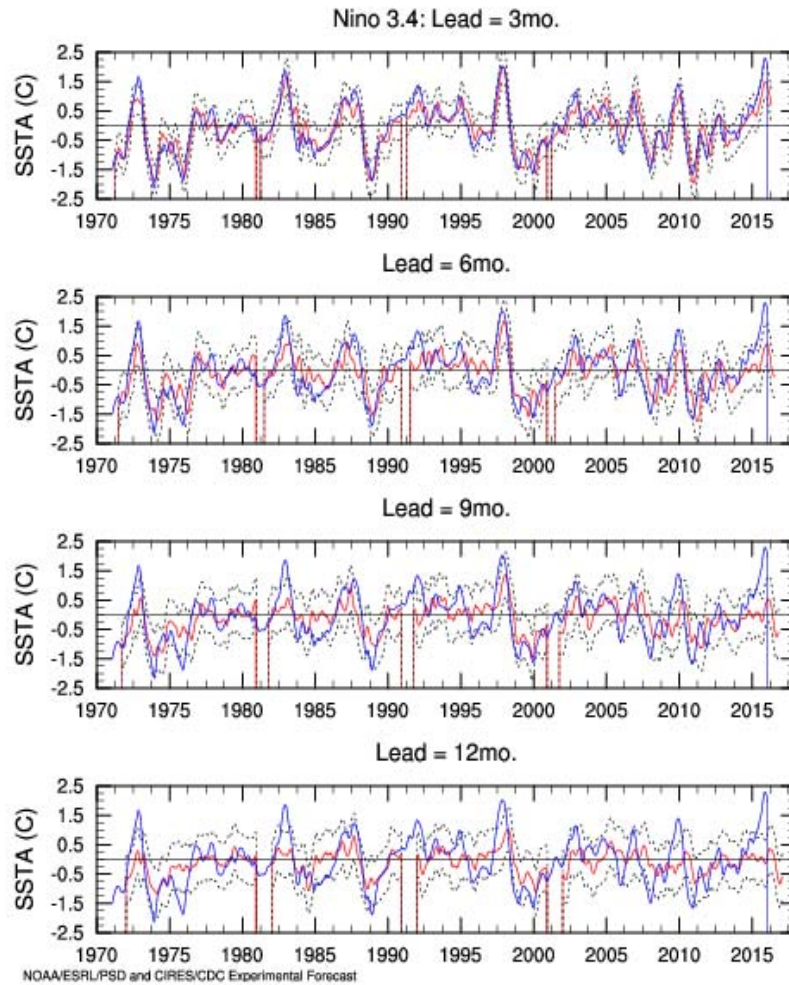 Nino 3.4: Lead = 3mo.
SSTA (C)
2.5
1.5
0.5
-0.5
-1.5
-2.5
1970 1975 1980 1985 1990 1995 2000 2005 2010 2015
Lead = 6mo.
SSTA (C)
2.5
1.5
0.5
-0.5
-1.5
-2.5
1970 1975 1980 1985 1990 1995 2000 2005 2010 2015
Lead = 9mo.
SSTA (C)
2.5
1.5
0.5
-0.5
-1.5
-2.5
1970 1975 1980 1985 1990 1995 2000 2005 2010 2015
Lead = 12mo.
SSTA (C)
2.5
1.5
0.5
-0.5
-1.5
-2.5
1970 1975 1980 1985 1990 1995 2000 2005 2010 2015
NOAA/ESRL/PSD and CIRES/CDC Experimental Forecast